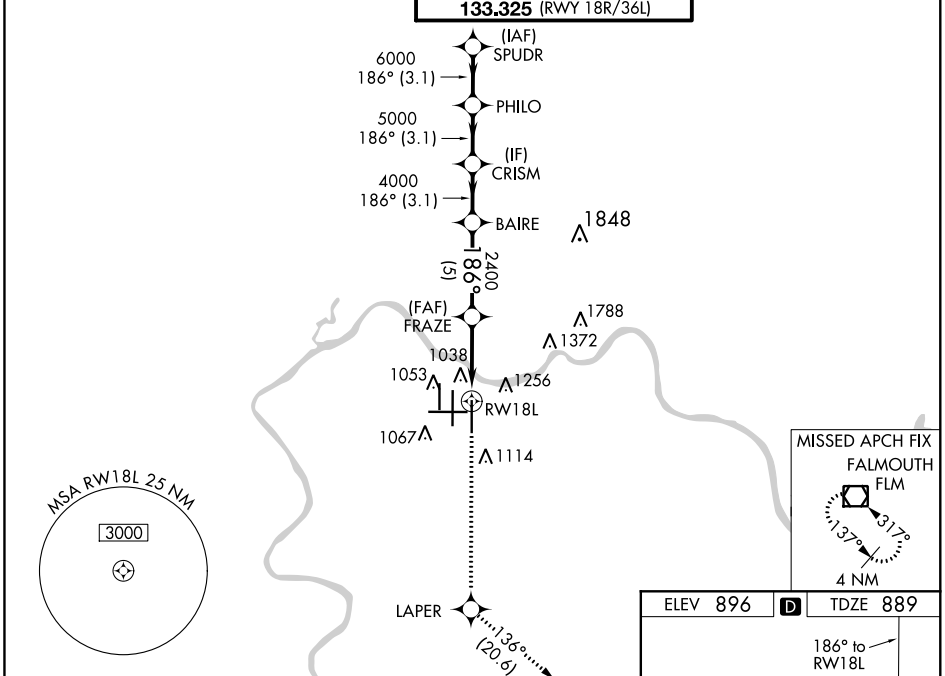 133.325 (RWY 18R/36L)
(IAF)
SPUDR
6000
186° (3.1)
PHILO
5000
186° (3.1)
(IF)
CRISM
4000
186° (3.1)
BAIRE
1848
2400
186°
(5)
(FAF)
FRAZE
1788
1372
1038
1053
1256
RW18L
1067
1114
MISSED APCH FIX
FALMOUTH
FLM
317°
137°
4 NM
MSA RW18L 25 NM
3000
LAPER
136°
(20.6)
ELEV 896 D TDZE 889
186° to
RW18L